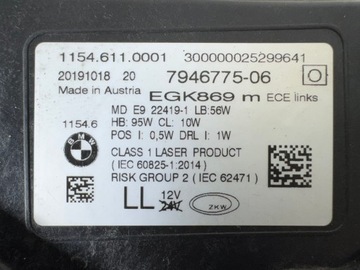 1154.611.0001 300000025299641
20191018 20 7946775-06
Made in Austria EGK869 m ECE links
MD E9 22419-1 LB:56W
1154.6 HB: 95W CL: 10W
POS I: 0,5W DRL I: 1W
BMW
CLASS 1 LASER PRODUCT
( IEC 60825-1:2014 )
RISK GROUP 2 ( IEC 62471 )
LL 12V
24V ZKW